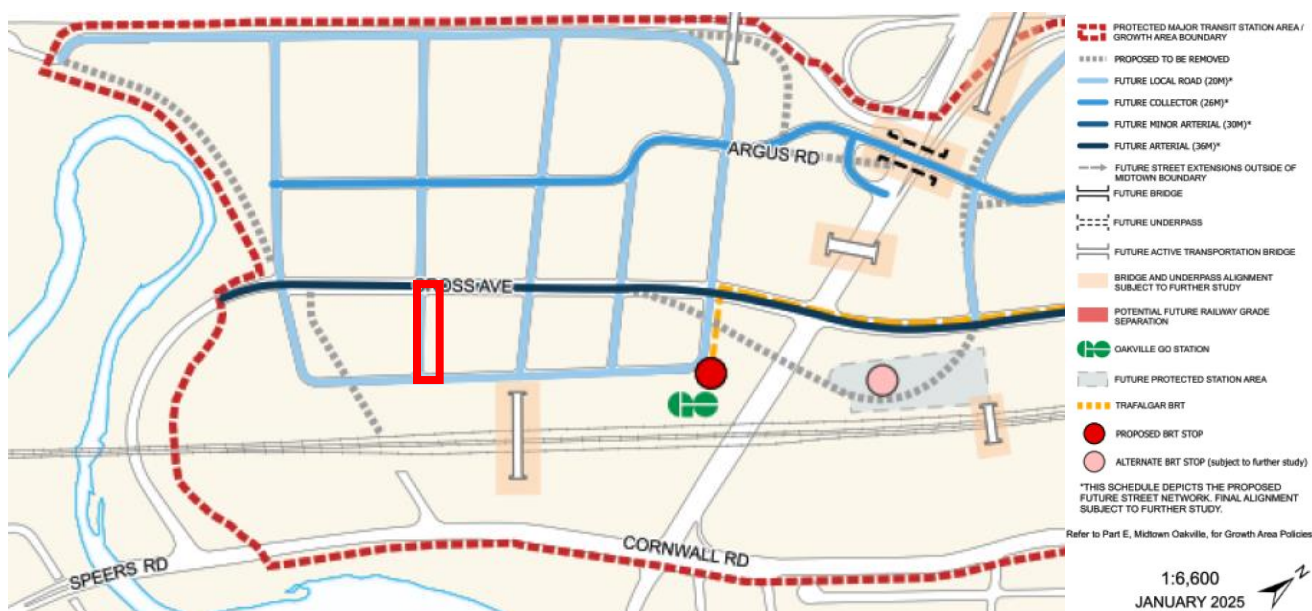 ARGUS RD
CROSS AVE
SPEERS RD
CORNWALL RD
PROTECTED MAJOR TRANSIT STATION AREA /
GROWTH AREA BOUNDARY
PROPOSED TO BE REMOVED
FUTURE LOCAL ROAD (20M)*
FUTURE COLLECTOR (26M)*
FUTURE MINOR ARTERIAL (30M)*
FUTURE ARTERIAL (36M)*
FUTURE STREET EXTENSIONS OUTSIDE OF
MIDTOWN BOUNDARY
FUTURE BRIDGE
FUTURE UNDERPASS
FUTURE ACTIVE TRANSPORTATION BRIDGE
BRIDGE AND UNDERPASS ALIGNMENT
SUBJECT TO FURTHER STUDY
POTENTIAL FUTURE RAILWAY GRADE
SEPARATION
OAKVILLE GO STATION
FUTURE PROTECTED STATION AREA
TRAFALGAR BRT
PROPOSED BRT STOP
ALTERNATE BRT STOP (subject to further study)
*THIS SCHEDULE DEPICTS THE PROPOSED
FUTURE STREET NETWORK. FINAL ALIGNMENT
SUBJECT TO FURTHER STUDY.
Refer to Part E, Midtown Oakville, for Growth Area Policies
1:6,600
JANUARY 2025
Z